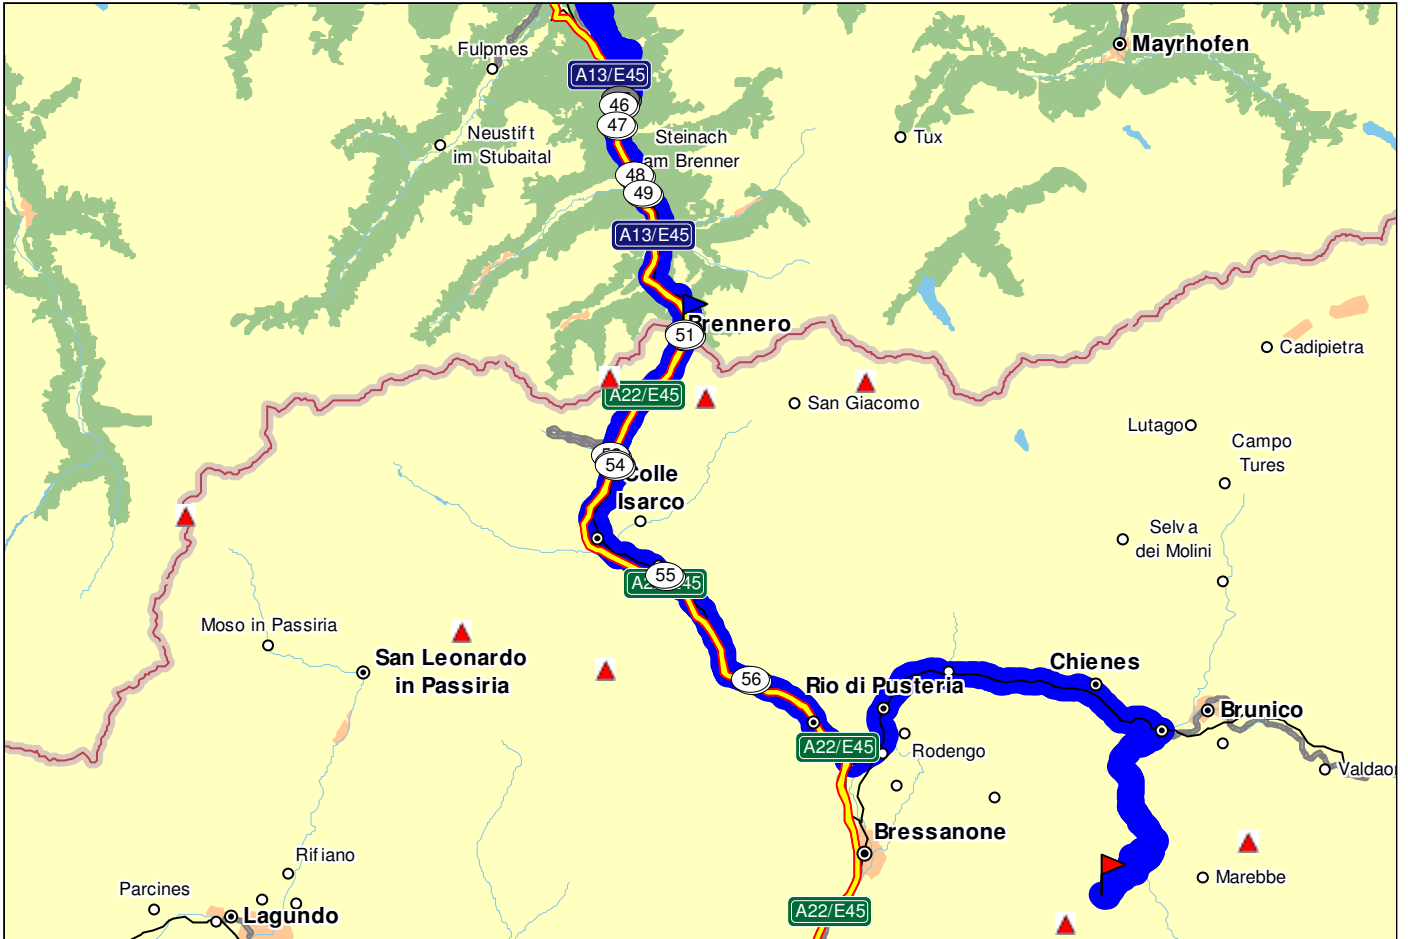 Fulpmes
Mayrhofen
A13/E45
46
47
Neustift
im Stubaital
Steinach
am Brenner
Tux
48
49
A13/E45
Brennero
51
Cadipietra
A22/E45
San Giacomo
Lutago
Campo
Tures
54
Colle
Isarco
Selva
dei Molini
55
Moso in Passiria
San Leonardo
in Passiria
56
Rio di Pusteria
Chienes
Brunico
A22/E45
Rodengo
Valdaor
Bressanone
Rifiano
Marebbe
Parcines
Lagundo
A22/E45